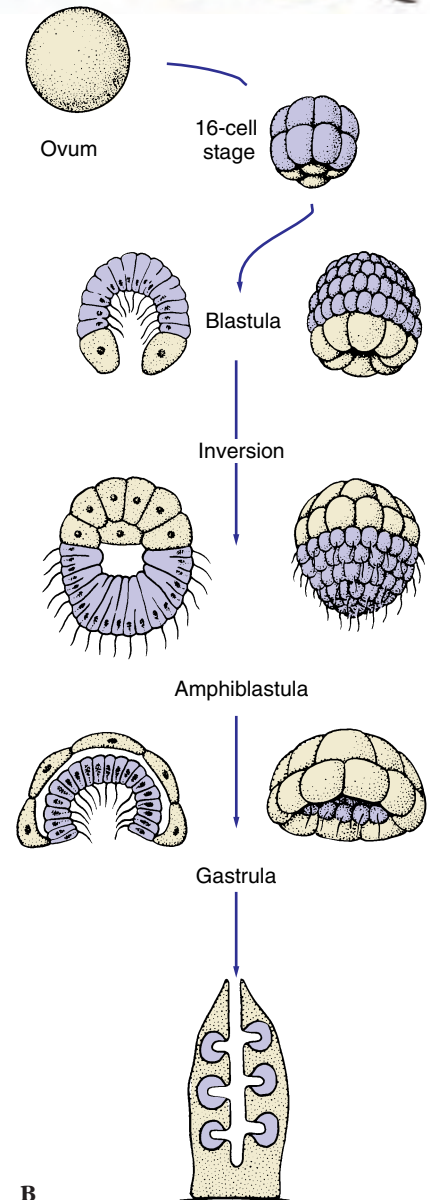 Ovum
16-cell
stage
Blastula
Inversion
Amphiblastula
Gastrula
B